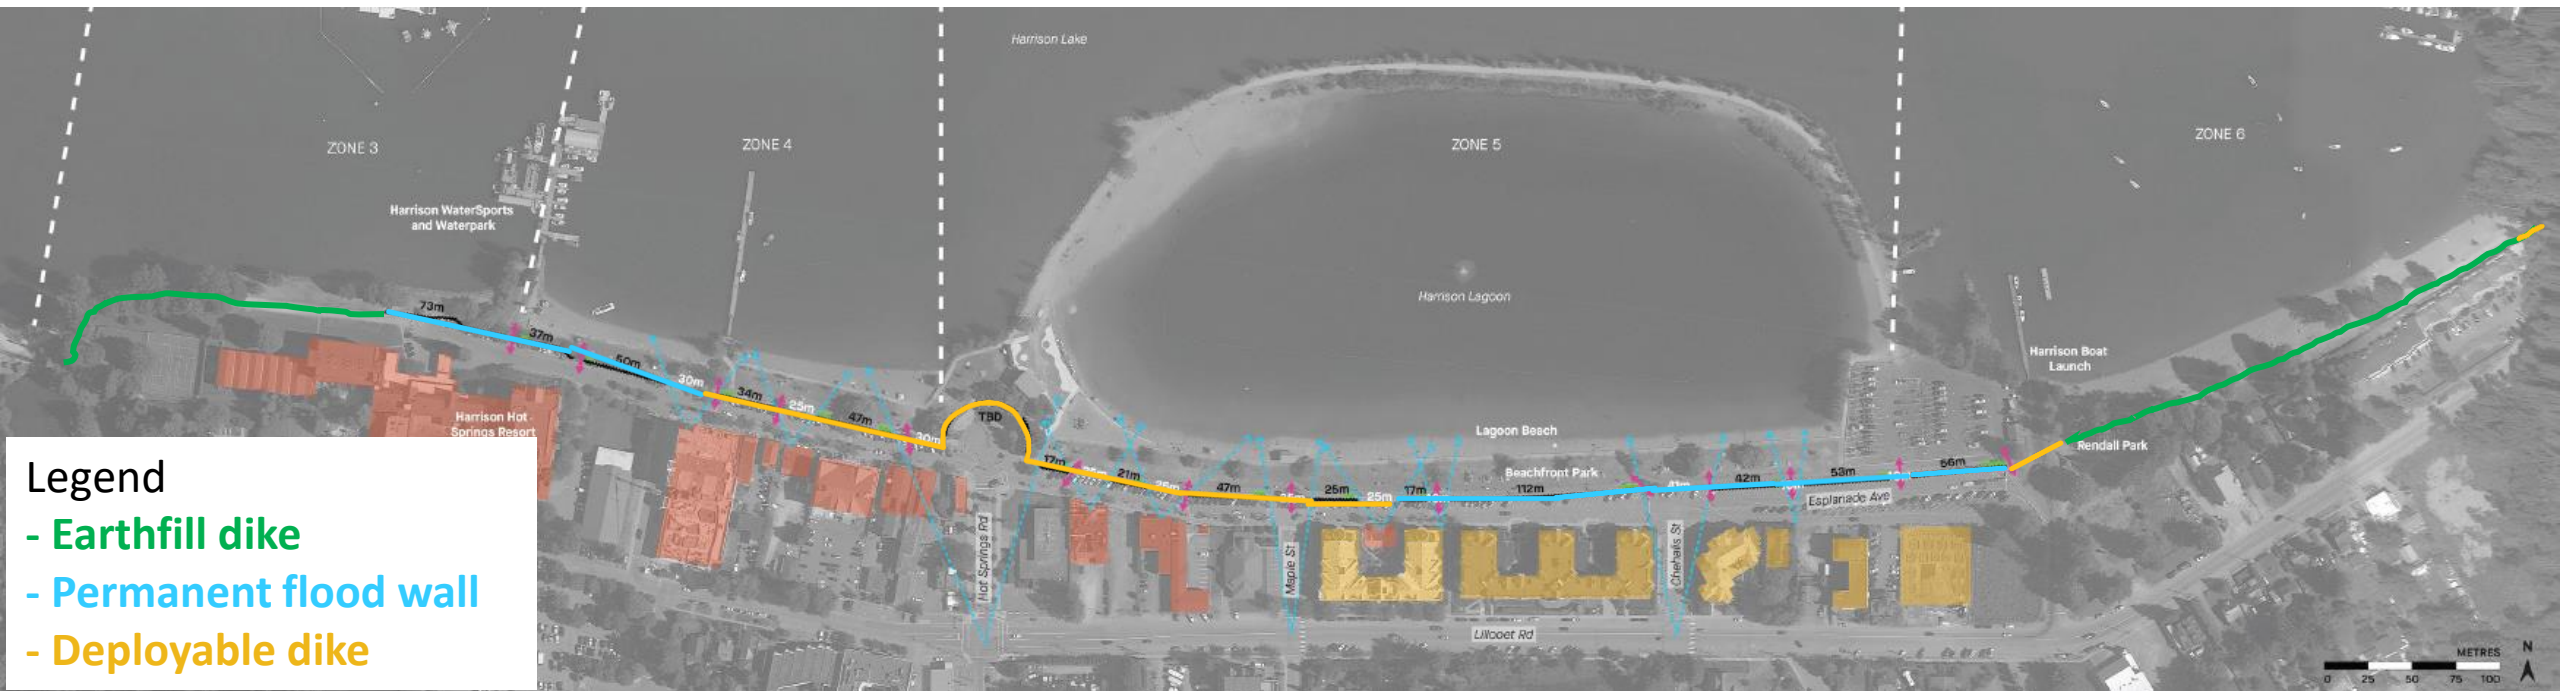 Harrison Lake
ZONE 3
ZONE 4
ZONE 5
ZONE 6
Harrison WaterSports
and Waterpark
Harrison Lagoon
73m
37m
50m
30m
34m
25m
47m
30m
TBD
Harrison Hot
Springs Resort
Harrison Boat
Launch
Lagoon Beach
Beachfront Park
Rendall Park
17m
21m
47m
25m
25m
17m
112m
41m
42m
53m
56m
Esplanade Ave
Hot Springs Rd
Maple St
Chehalis St
Lillooet Rd
Legend
- Earthfill dike
- Permanent flood wall
- Deployable dike
METRES
N
0 25 50 75 100